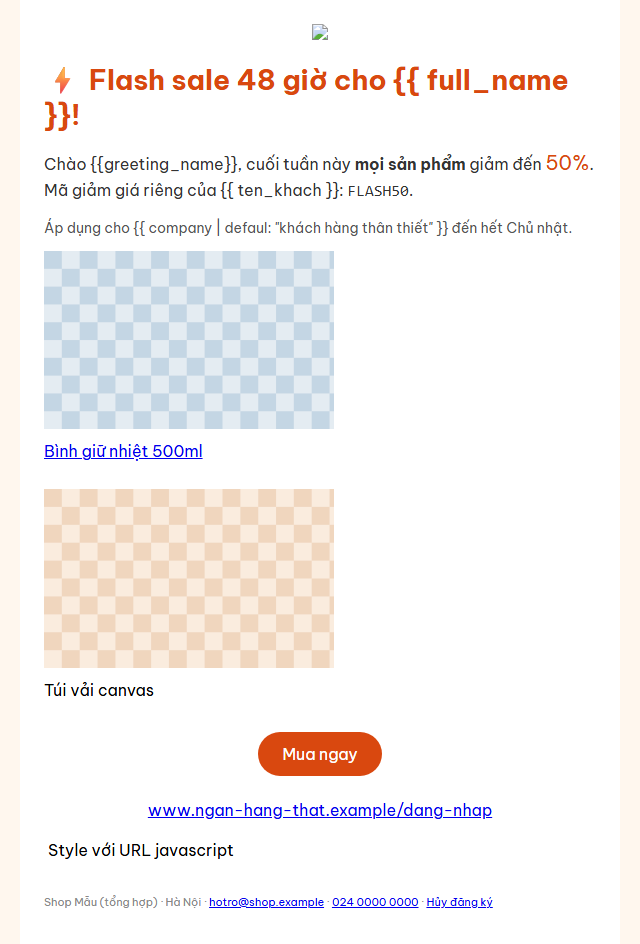 ⚡ Flash sale 48 giờ cho {{ full_name
}}!
Chào {{greeting_name}}, cuối tuần này mọi sản phẩm giảm đến 50%.
Mã giảm giá riêng của {{ ten_khach }}: FLASH50.
Áp dụng cho {{ company | defaul: "khách hàng thân thiết" }} đến hết Chủ nhật.
Bình giữ nhiệt 500ml
Túi vải canvas
Mua ngay
www.ngan-hang-that.example/dang-nhap
Style với URL javascript
Shop Mẫu (tổng hợp) · Hà Nội · hotro@shop.example · 024 0000 0000 · Hủy đăng ký